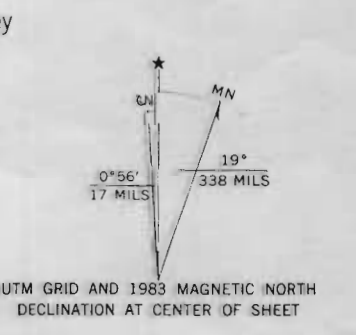 ey
★
GN
MN
0°56'
17 MILS
19°
338 MILS
UTM GRID AND 1983 MAGNETIC NORTH
DECLINATION AT CENTER OF SHEET